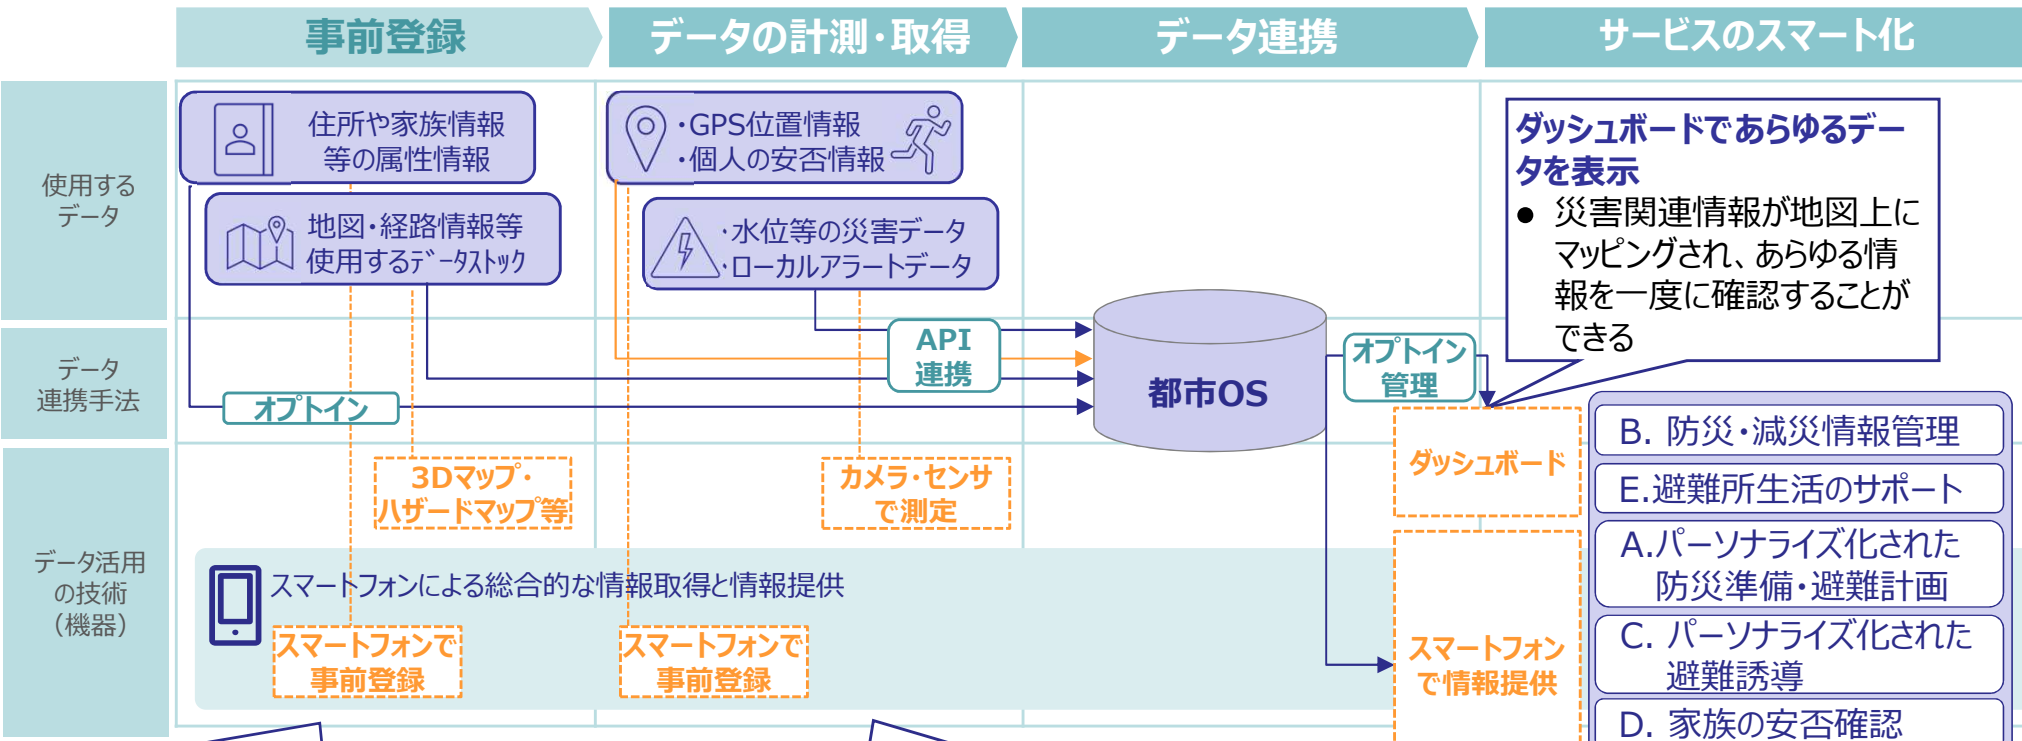 事前登録
データの計測・取得
データ連携
サービスのスマート化
使用する
データ
住所や家族情報
等の属性情報
地図・経路情報等
使用するﾃﾞｰﾀｽﾄｯｸ
・GPS位置情報
・個人の安否情報
・水位等の災害データ
・ローカルアラートデータ
ダッシュボードであらゆるデー
タを表示
● 災害関連情報が地図上に
マッピングされ、あらゆる情
報を一度に確認することが
できる
データ
連携手法
オプトイン
API
連携
都市OS
オプトイン
管理
データ活用
の技術
（機器）
3Dマップ・
ハザードマップ等
カメラ・センサ
で測定
ダッシュボード
スマートフォンによる総合的な情報取得と情報提供
スマートフォンで
事前登録
スマートフォンで
事前登録
スマートフォン
で情報提供
B. 防災・減災情報管理
E.避難所生活のサポート
A.パーソナライズ化された
防災準備・避難計画
C. パーソナライズ化された
避難誘導
D. 家族の安否確認